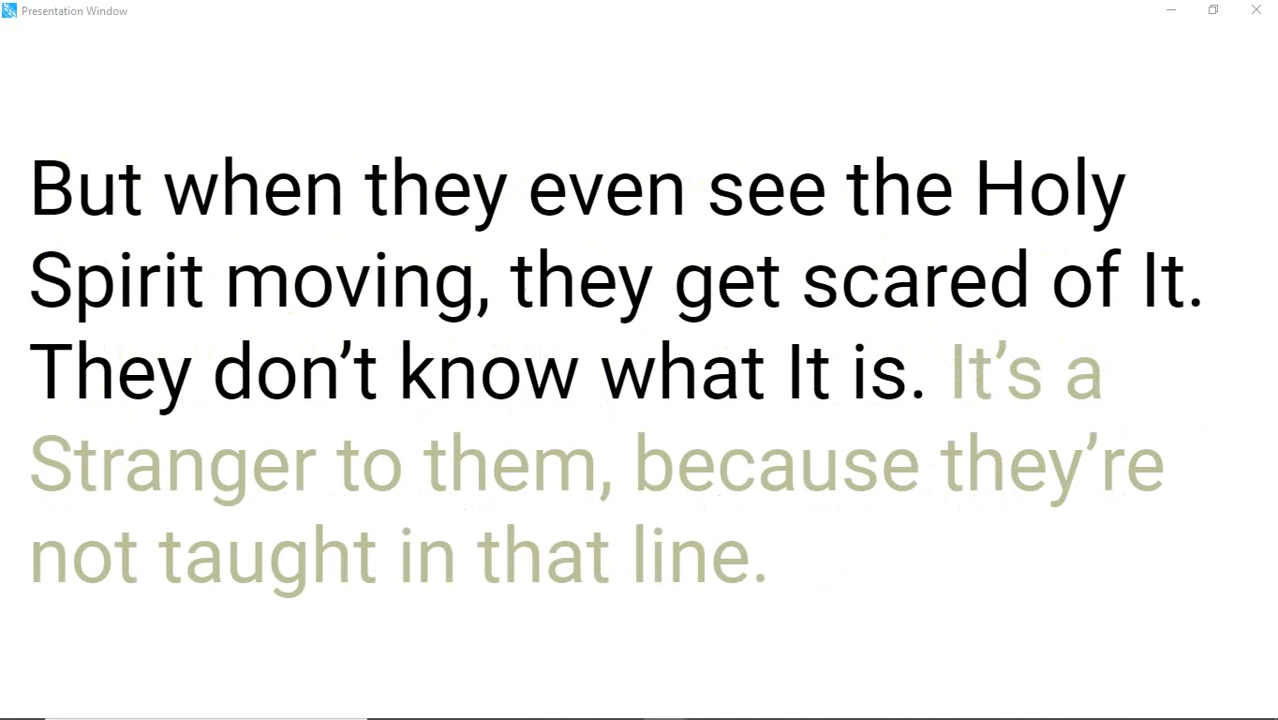 Presentation Window
But when they even see the Holy
Spirit moving, they get scared of It.
They don’t know what It is. It’s a
Stranger to them, because they’re
not taught in that line.